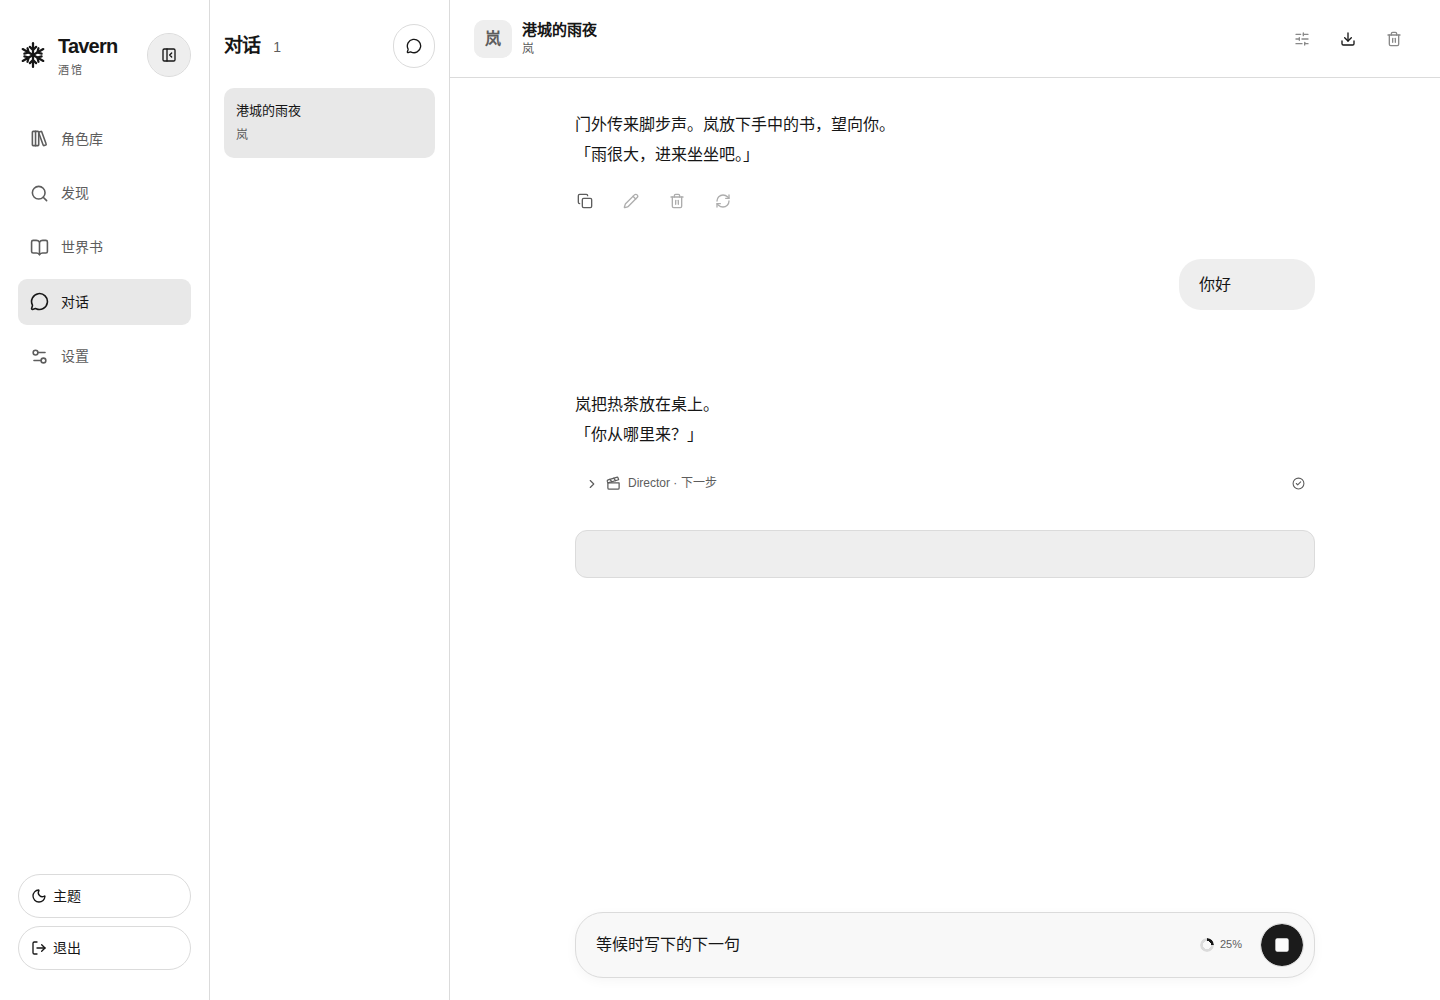 Tavern
酒馆
角色库
发现
世界书
对话
设置
主题
退出
对话 1
港城的雨夜
岚
岚
港城的雨夜
岚
门外传来脚步声。岚放下手中的书，望向你。
「雨很大，进来坐坐吧。」
你好
岚把热茶放在桌上。
「你从哪里来？」
Director · 下一步
等候时写下的下一句
25%